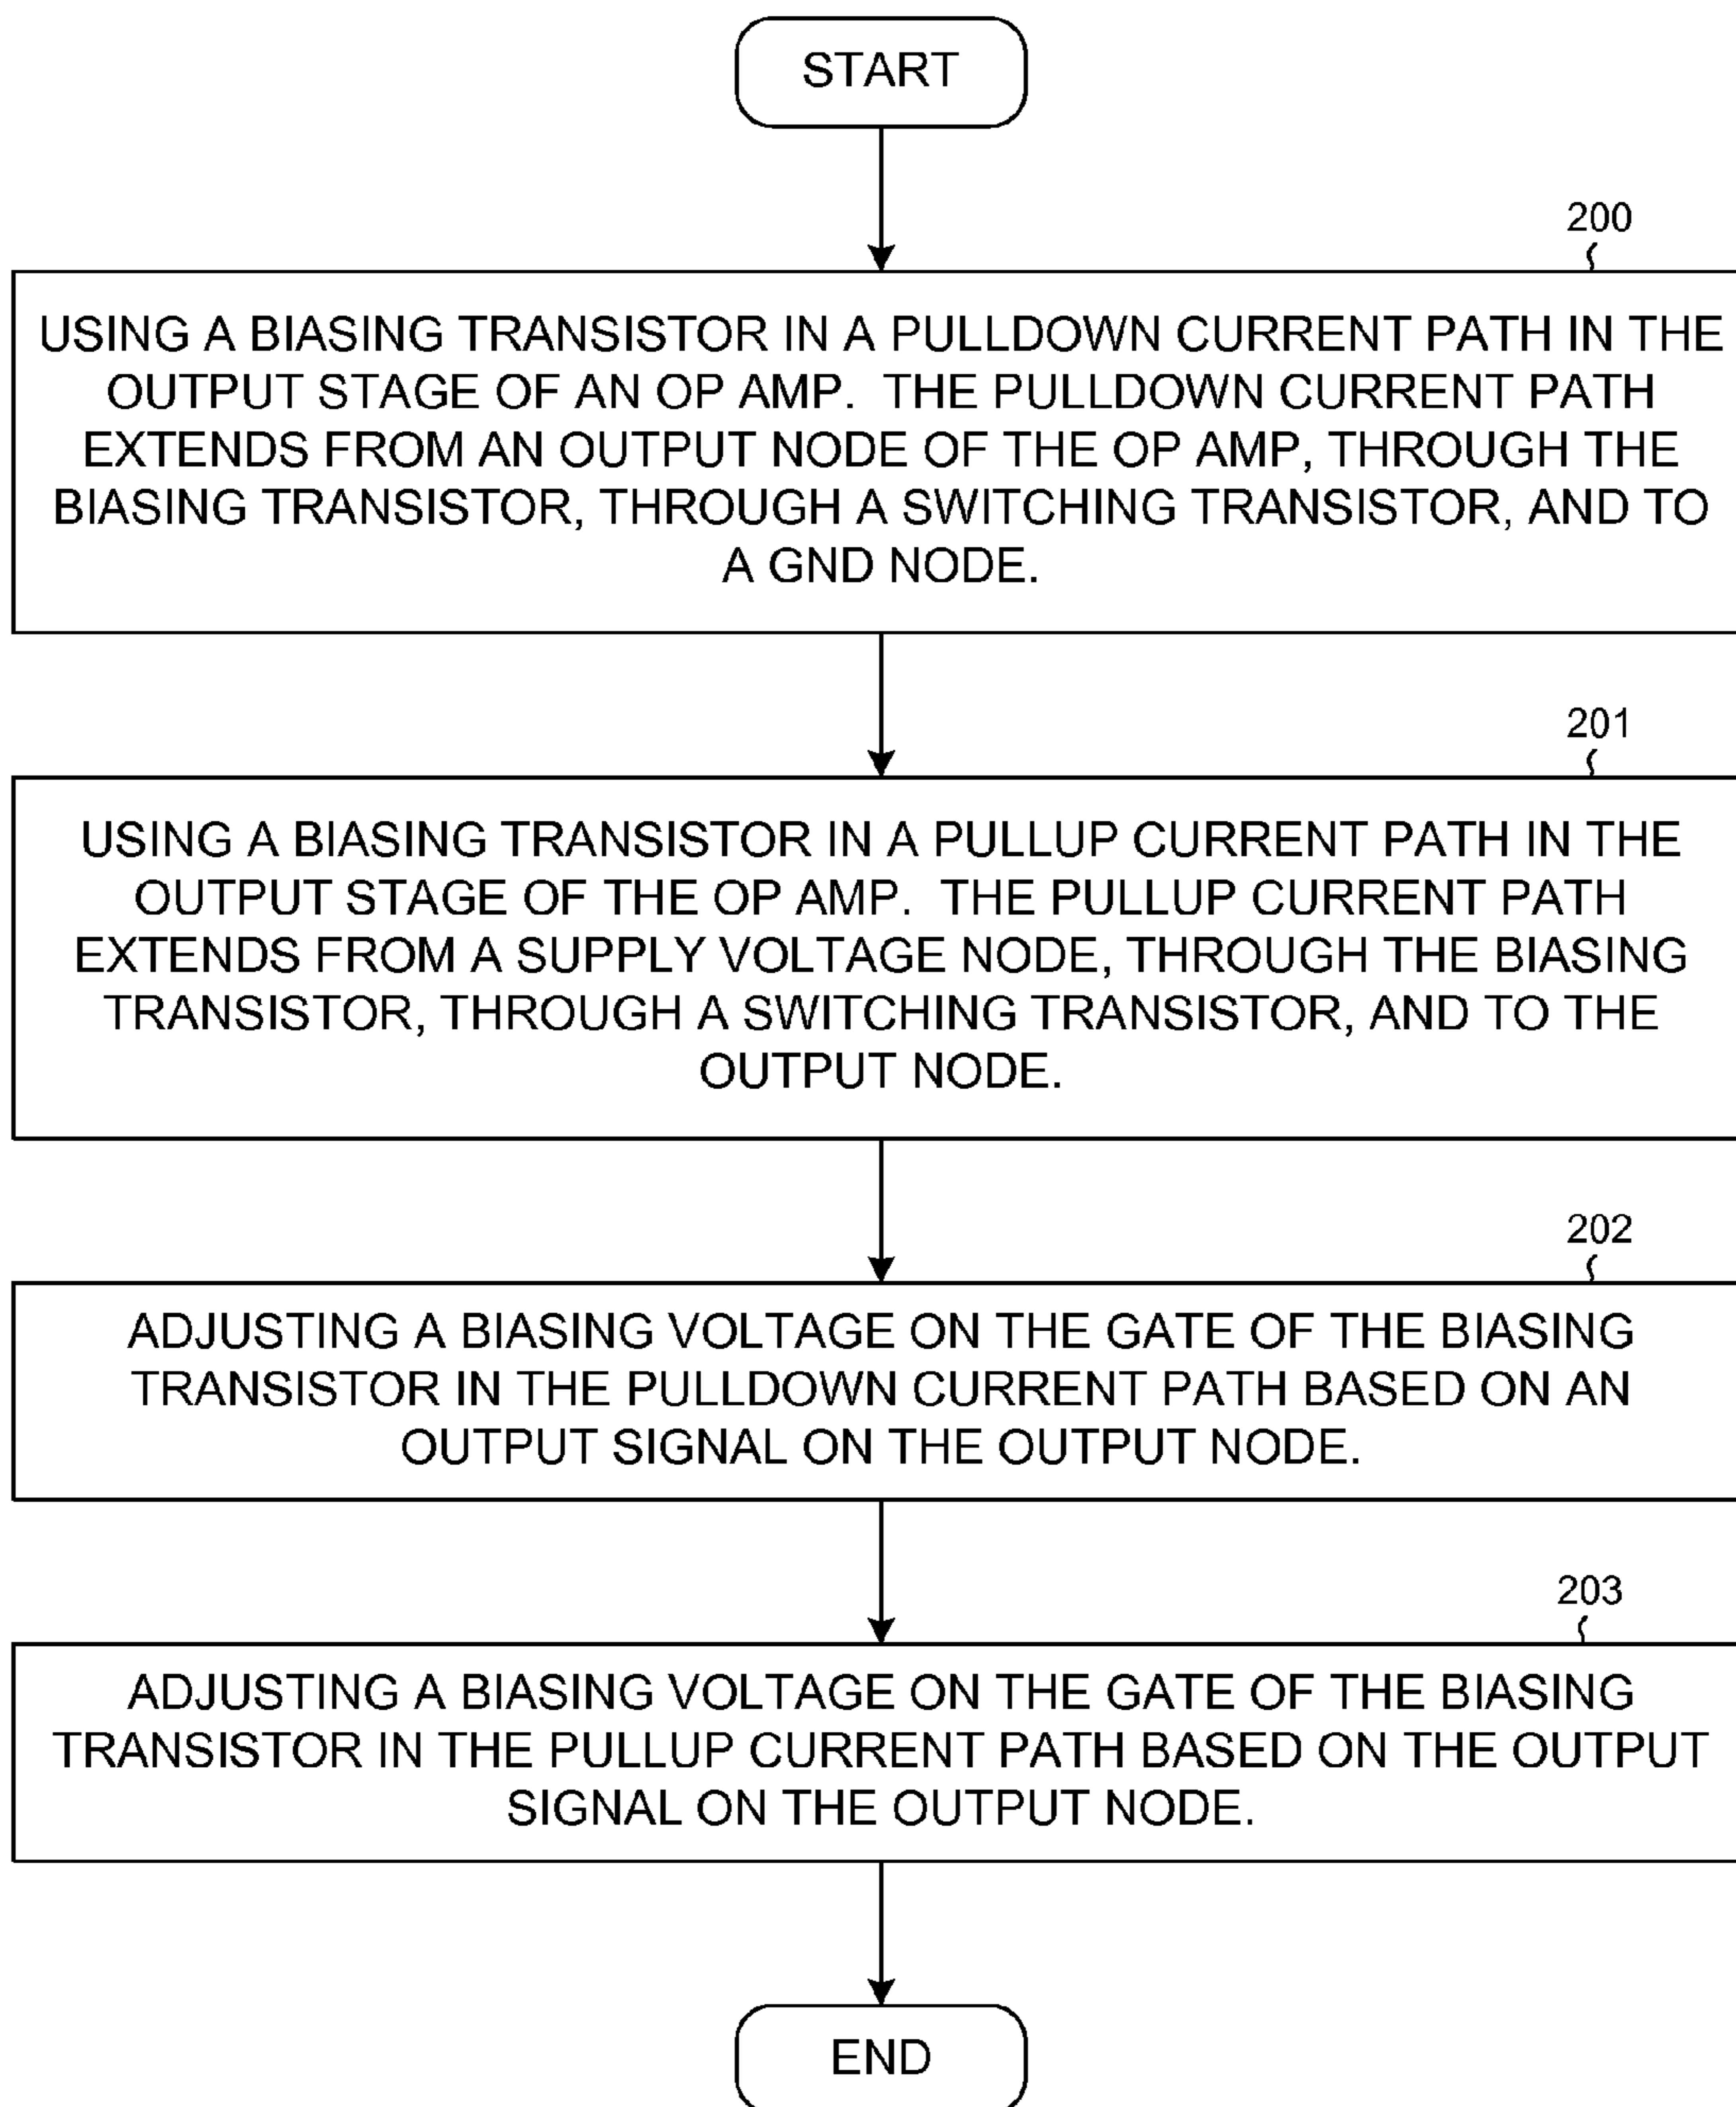 START
200
USING A BIASING TRANSISTOR IN A PULLDOWN CURRENT PATH IN THE
OUTPUT STAGE OF AN OP AMP. THE PULLDOWN CURRENT PATH
EXTENDS FROM AN OUTPUT NODE OF THE OP AMP, THROUGH THE
BIASING TRANSISTOR, THROUGH A SWITCHING TRANSISTOR, AND TO
A GND NODE.
201
USING A BIASING TRANSISTOR IN A PULLUP CURRENT PATH IN THE
OUTPUT STAGE OF THE OP AMP. THE PULLUP CURRENT PATH
EXTENDS FROM A SUPPLY VOLTAGE NODE, THROUGH THE BIASING
TRANSISTOR, THROUGH A SWITCHING TRANSISTOR, AND TO THE
OUTPUT NODE.
202
ADJUSTING A BIASING VOLTAGE ON THE GATE OF THE BIASING
TRANSISTOR IN THE PULLDOWN CURRENT PATH BASED ON AN
OUTPUT SIGNAL ON THE OUTPUT NODE.
203
ADJUSTING A BIASING VOLTAGE ON THE GATE OF THE BIASING
TRANSISTOR IN THE PULLUP CURRENT PATH BASED ON THE OUTPUT
SIGNAL ON THE OUTPUT NODE.
END